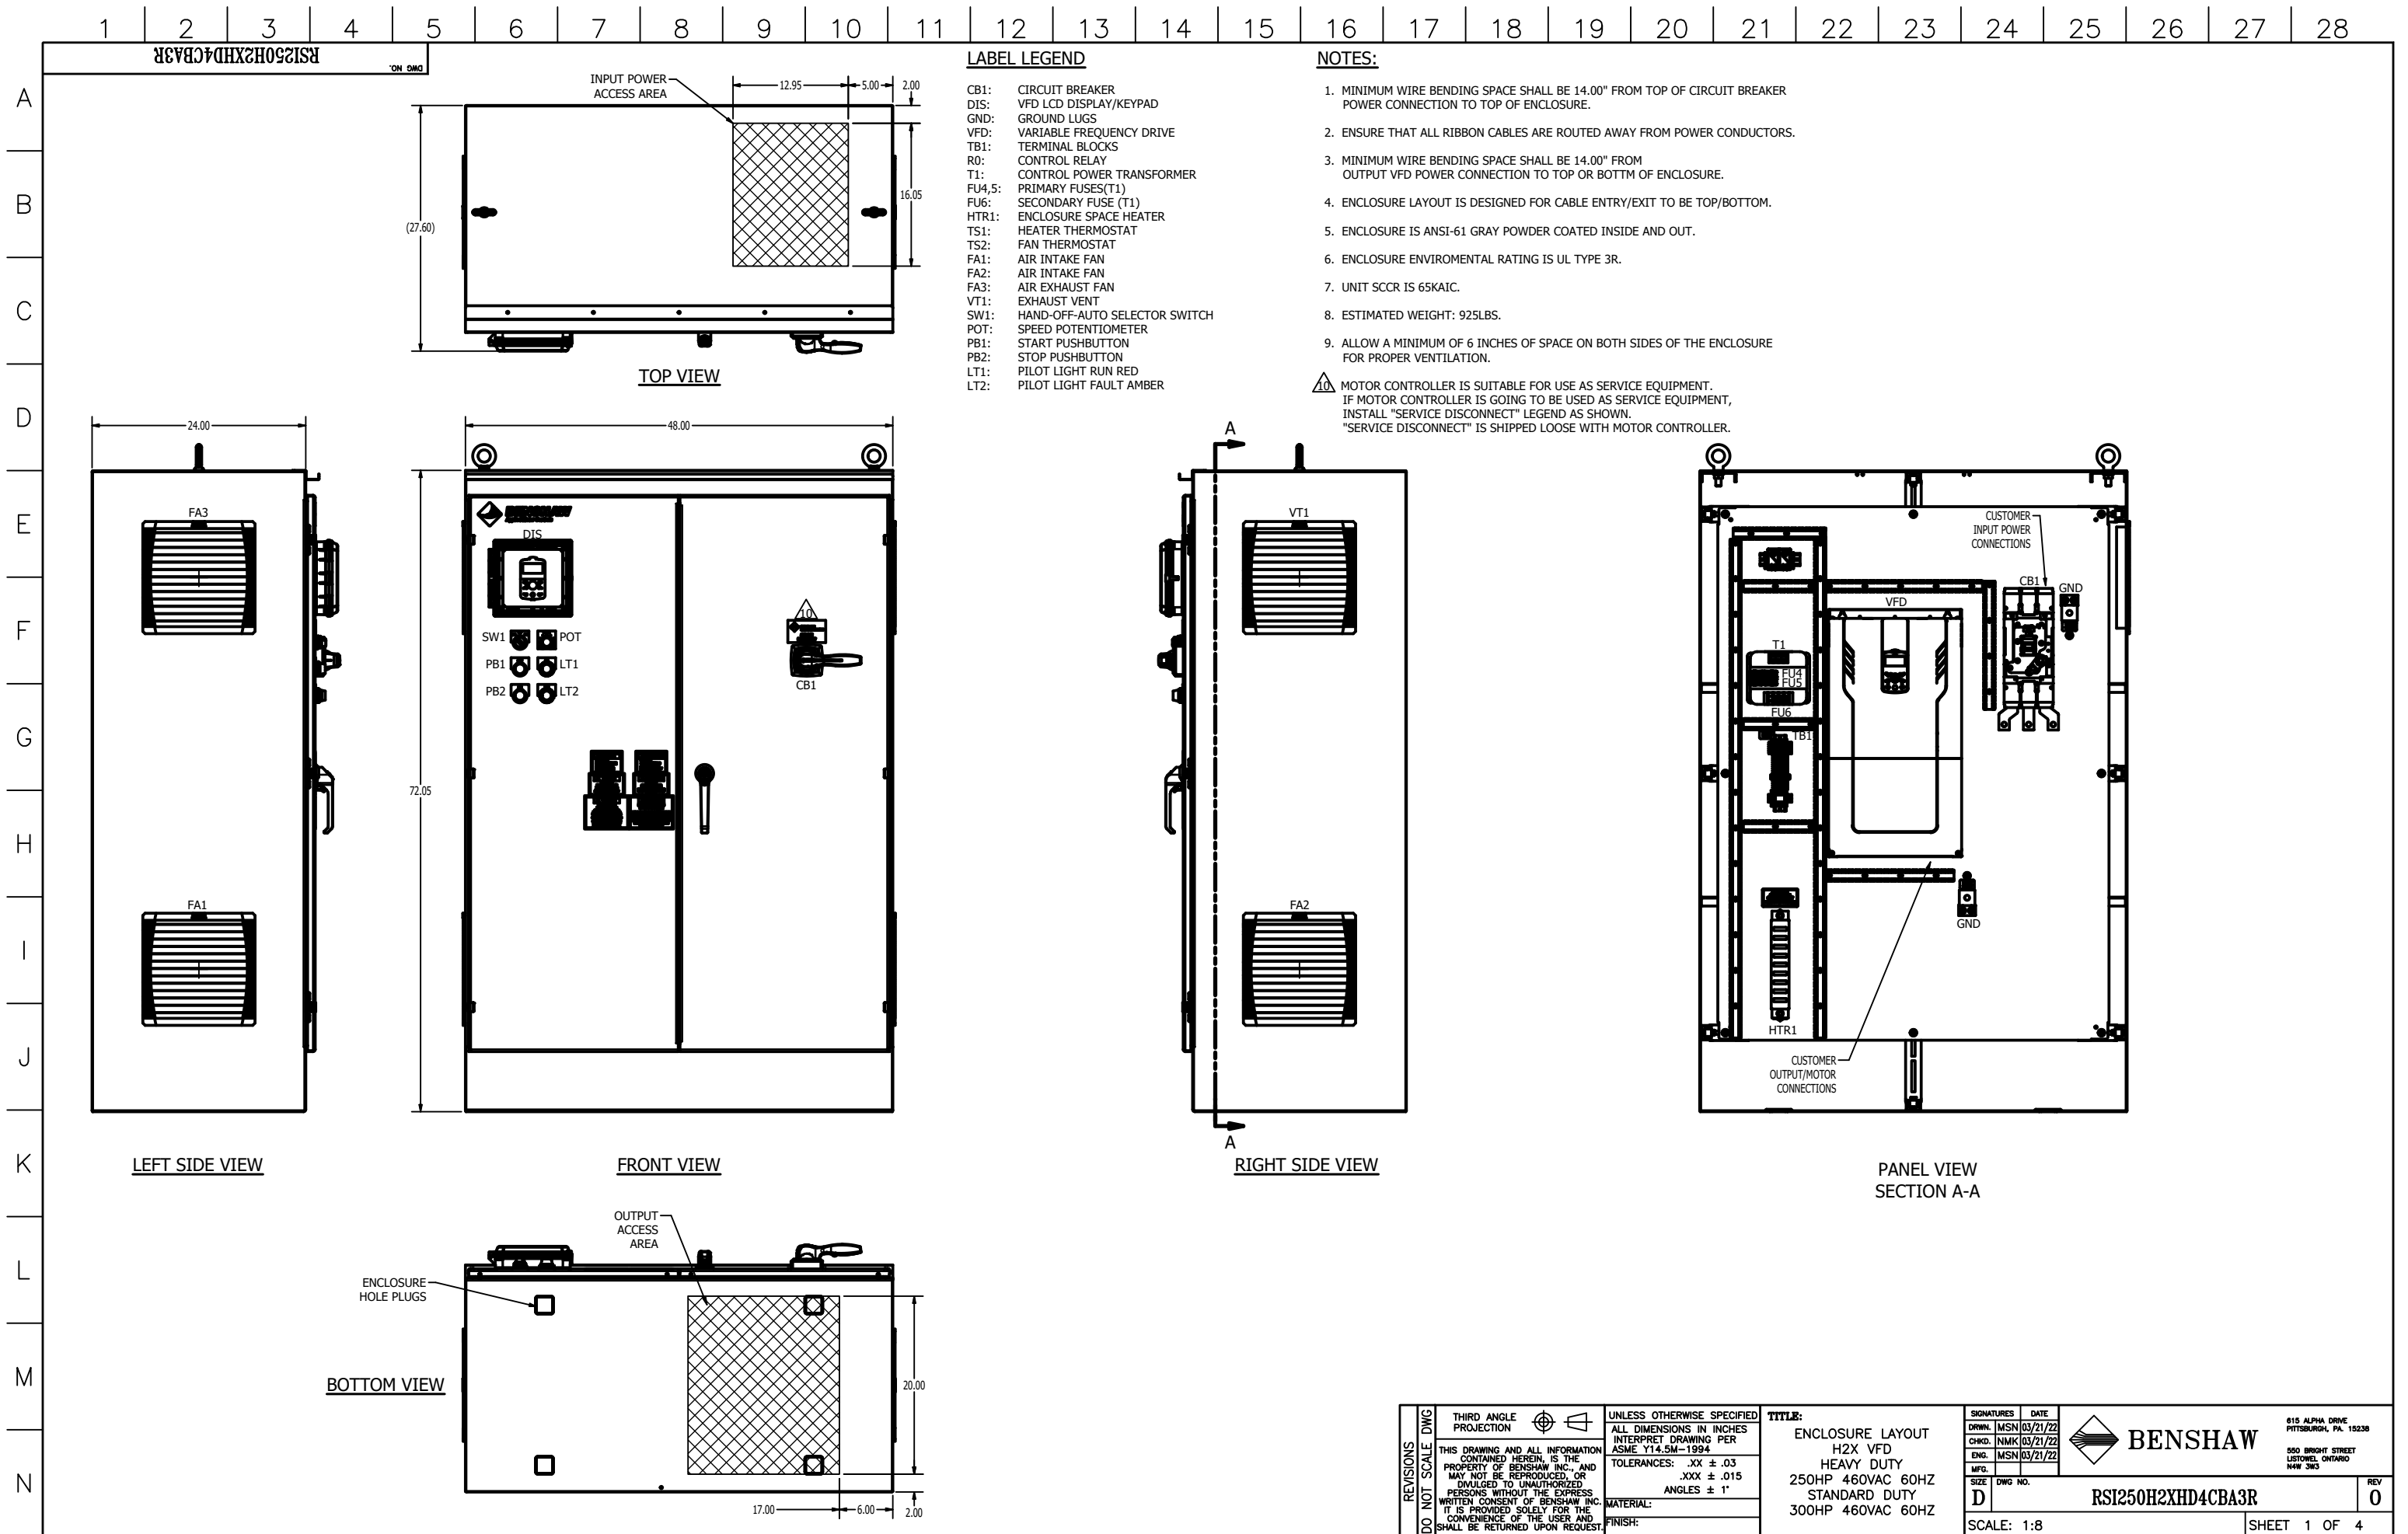 1 2 3 4 5 6 7 8 9 10 11 12 13 14 15 16 17 18 19 20 21 22 23 24 25 26 27 28
A
B
C
D
E
F
G
H
I
J
K
L
M
N
DWG NO.
RSI250H2XHD4CBA3R
INPUT POWER
ACCESS AREA
12.95
5.00
2.00
16.05
(27.60)
TOP VIEW
LABEL LEGEND
CB1: CIRCUIT BREAKER
DIS: VFD LCD DISPLAY/KEYPAD
GND: GROUND LUGS
VFD: VARIABLE FREQUENCY DRIVE
TB1: TERMINAL BLOCKS
R0: CONTROL RELAY
T1: CONTROL POWER TRANSFORMER
FU4,5: PRIMARY FUSES(T1)
FU6: SECONDARY FUSE (T1)
HTR1: ENCLOSURE SPACE HEATER
TS1: HEATER THERMOSTAT
TS2: FAN THERMOSTAT
FA1: AIR INTAKE FAN
FA2: AIR INTAKE FAN
FA3: AIR EXHAUST FAN
VT1: EXHAUST VENT
SW1: HAND-OFF-AUTO SELECTOR SWITCH
POT: SPEED POTENTIOMETER
PB1: START PUSHBUTTON
PB2: STOP PUSHBUTTON
LT1: PILOT LIGHT RUN RED
LT2: PILOT LIGHT FAULT AMBER
NOTES:
1. MINIMUM WIRE BENDING SPACE SHALL BE 14.00" FROM TOP OF CIRCUIT BREAKER
POWER CONNECTION TO TOP OF ENCLOSURE.
2. ENSURE THAT ALL RIBBON CABLES ARE ROUTED AWAY FROM POWER CONDUCTORS.
3. MINIMUM WIRE BENDING SPACE SHALL BE 14.00" FROM
OUTPUT VFD POWER CONNECTION TO TOP OR BOTTM OF ENCLOSURE.
4. ENCLOSURE LAYOUT IS DESIGNED FOR CABLE ENTRY/EXIT TO BE TOP/BOTTOM.
5. ENCLOSURE IS ANSI-61 GRAY POWDER COATED INSIDE AND OUT.
6. ENCLOSURE ENVIROMENTAL RATING IS UL TYPE 3R.
7. UNIT SCCR IS 65KAIC.
8. ESTIMATED WEIGHT: 925LBS.
9. ALLOW A MINIMUM OF 6 INCHES OF SPACE ON BOTH SIDES OF THE ENCLOSURE
FOR PROPER VENTILATION.
10 MOTOR CONTROLLER IS SUITABLE FOR USE AS SERVICE EQUIPMENT.
IF MOTOR CONTROLLER IS GOING TO BE USED AS SERVICE EQUIPMENT,
INSTALL "SERVICE DISCONNECT" LEGEND AS SHOWN.
"SERVICE DISCONNECT" IS SHIPPED LOOSE WITH MOTOR CONTROLLER.
24.00
FA3
FA1
LEFT SIDE VIEW
48.00
72.05
BENSHAW
DIS
SW1
POT
PB1
LT1
PB2
LT2
10
CB1
FRONT VIEW
A
VT1
FA2
A
RIGHT SIDE VIEW
CUSTOMER
INPUT POWER
CONNECTIONS
CB1
GND
VFD
T1
FU4
FU5
FU6
TB1
GND
HTR1
CUSTOMER
OUTPUT/MOTOR
CONNECTIONS
PANEL VIEW
SECTION A-A
OUTPUT
ACCESS
AREA
ENCLOSURE
HOLE PLUGS
20.00
17.00
6.00
2.00
BOTTOM VIEW
REVISIONS
DO NOT SCALE DWG
THIRD ANGLE
PROJECTION
THIS DRAWING AND ALL INFORMATION
CONTAINED HEREIN, IS THE
PROPERTY OF BENSHAW INC., AND
MAY NOT BE REPRODUCED, OR
DIVULGED TO UNAUTHORIZED
PERSONS WITHOUT THE EXPRESS
WRITTEN CONSENT OF BENSHAW INC.
IT IS PROVIDED SOLELY FOR THE
CONVENIENCE OF THE USER AND
SHALL BE RETURNED UPON REQUEST.
UNLESS OTHERWISE SPECIFIED
ALL DIMENSIONS IN INCHES
INTERPRET DRAWING PER
ASME Y14.5M-1994
TOLERANCES: .XX ± .03
.XXX ± .015
ANGLES ± 1°
MATERIAL:
FINISH:
TITLE:
ENCLOSURE LAYOUT
H2X VFD
HEAVY DUTY
250HP 460VAC 60HZ
STANDARD DUTY
300HP 460VAC 60HZ
SIGNATURES DATE
DRWN. MSN 03/21/22
CHKD. NMK 03/21/22
ENG. MSN 03/21/22
MFG.
BENSHAW
615 ALPHA DRIVE
PITTSBURGH, PA. 15238
550 BRIGHT STREET
LISTOWEL ONTARIO
N4W 3W3
SIZE D
DWG NO. RSI250H2XHD4CBA3R
REV 0
SCALE: 1:8
SHEET 1 OF 4